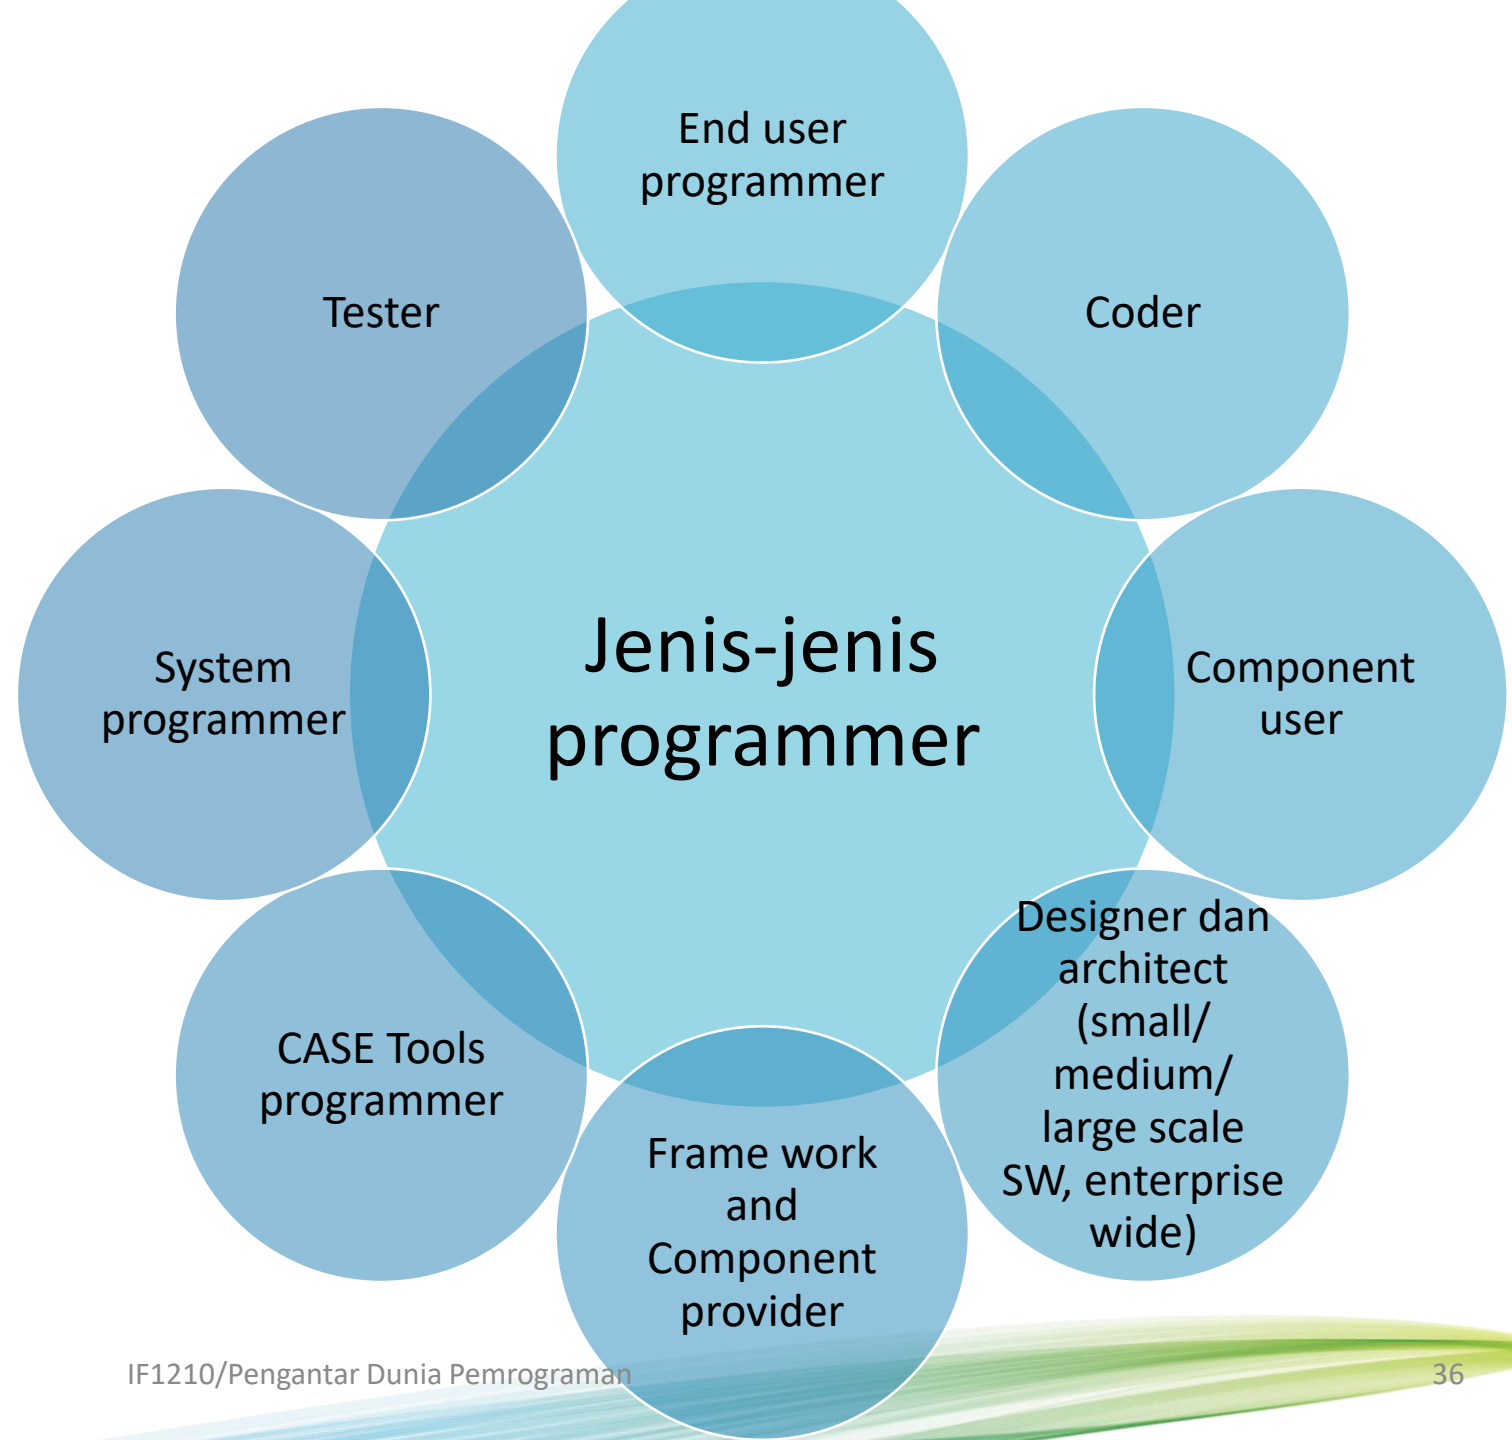 End user
programmer
Tester
Coder
Jenis-jenis
programmer
System
programmer
Component
user
Designer dan
architect
(small/
medium/
large scale
SW, enterprise
wide)
CASE Tools
programmer
Frame work
and
Component
provider
IF1210/Pengantar Dunia Pemrograman
36